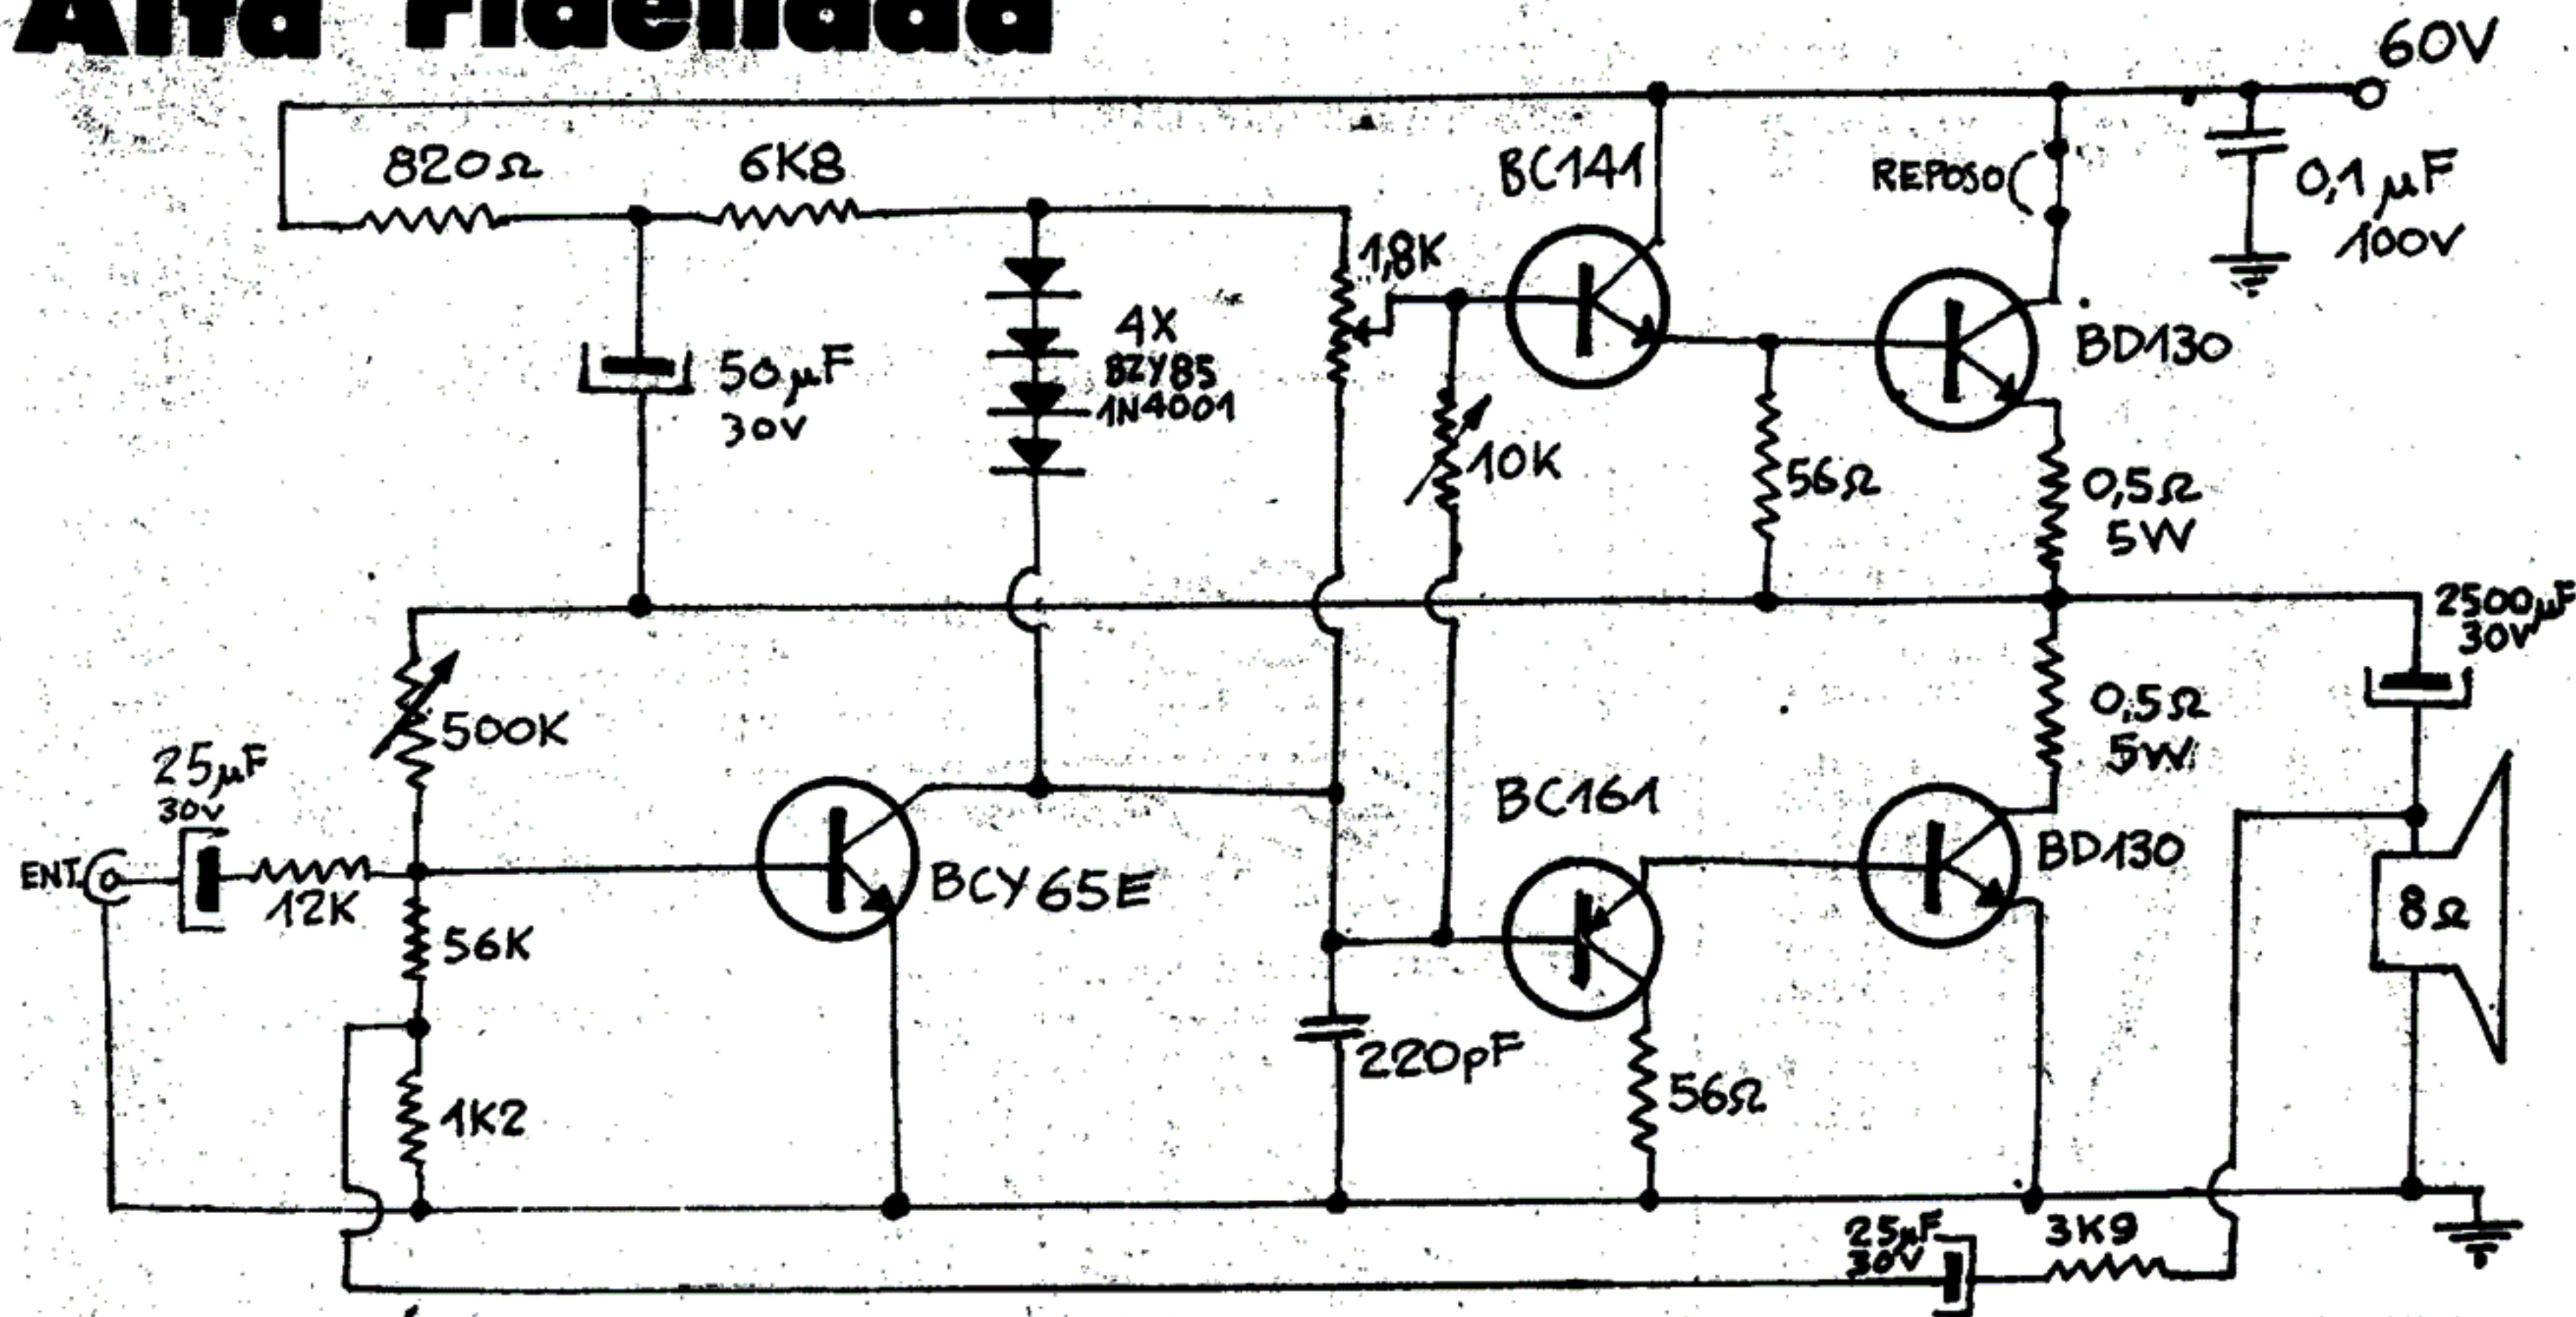 Alta Fidelidad
60V
820Ω
6K8
BC141
REPOSO
0,1 µF
100V
1,8K
4X
BZY85
1N4001
50µF
30V
BD130
10K
56Ω
0,5Ω
5W
2500µF
30V
500K
0,5Ω
5W
25µF
30V
BC161
ENT.
12K
BCY65E
BD130
8Ω
56K
220pF
56Ω
1K2
25µF
30V
3K9